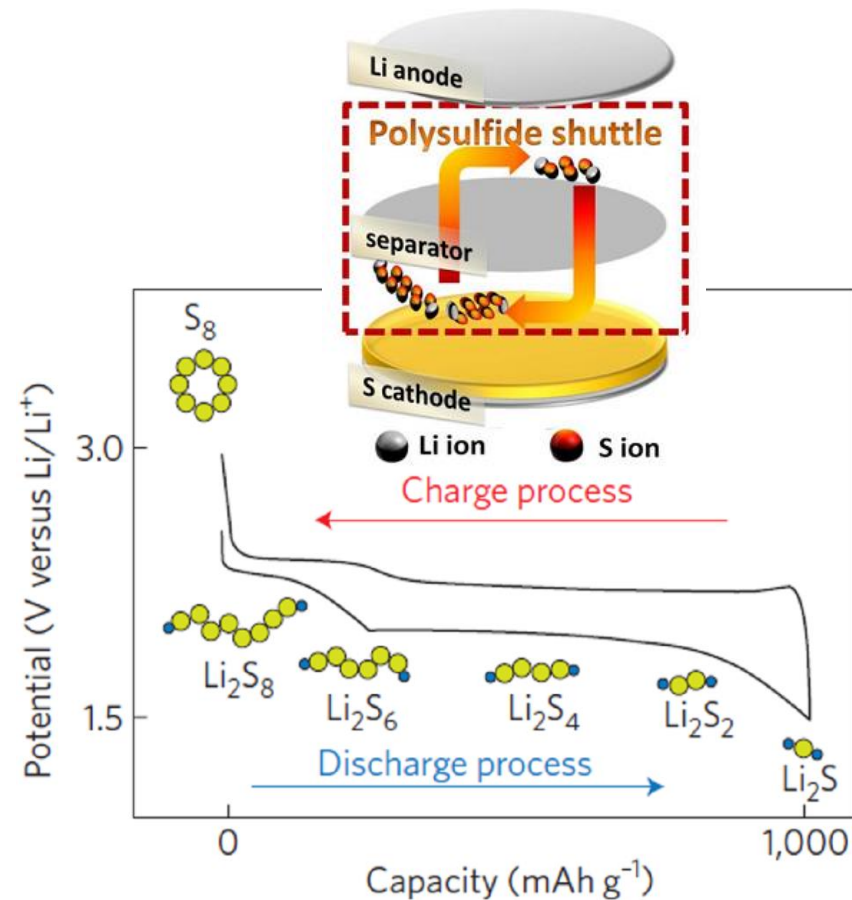 Li anode
Polysulfide shuttle
separator
S cathode
Li ion
S ion
S₈
3.0
Charge process
Potential (V versus Li/Li⁺)
Li₂S₈
Li₂S₆
Li₂S₄
Li₂S₂
Li₂S
1.5
Discharge process
0
1,000
Capacity (mAh g⁻¹)